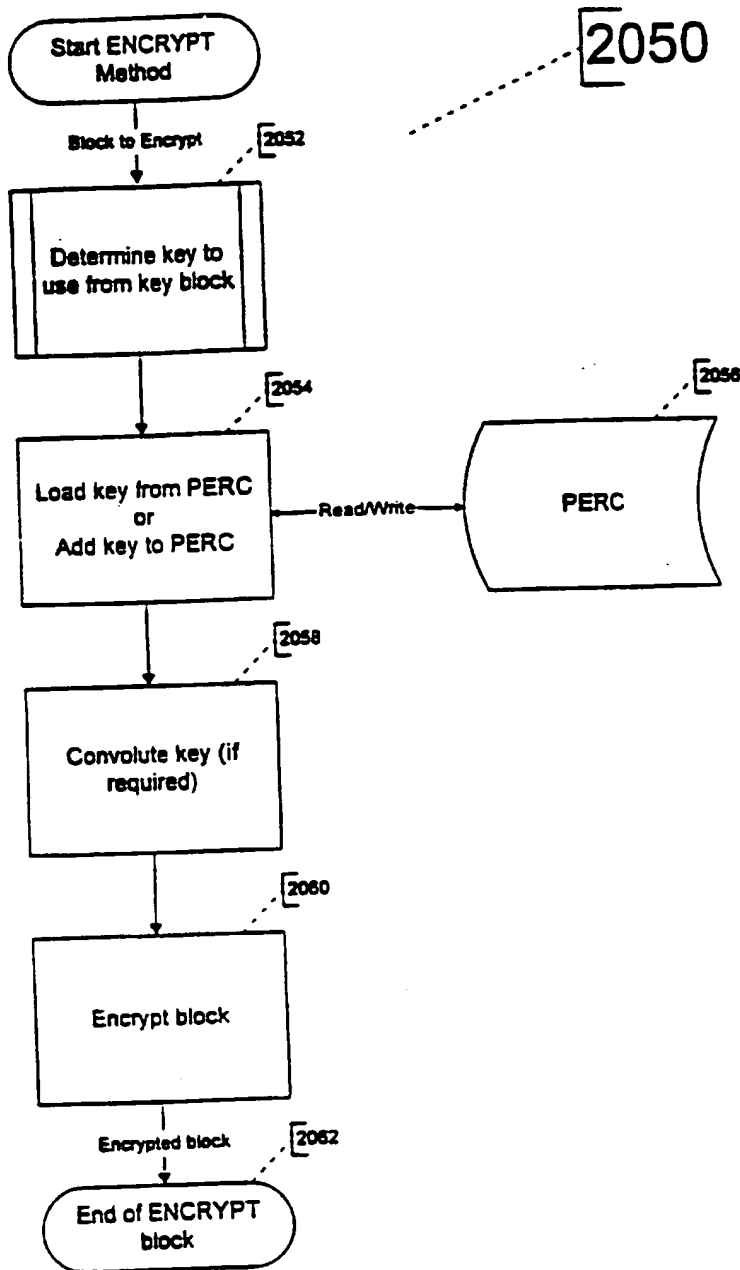 Start ENCRYPT
Method
2050
Block to Encrypt
2052
Determine key to
use from key block
2054
2056
Load key from PERC
or
Add key to PERC
Read/Write
PERC
2058
Convolute key (if
required)
2060
Encrypt block
Encrypted block
2062
End of ENCRYPT
block